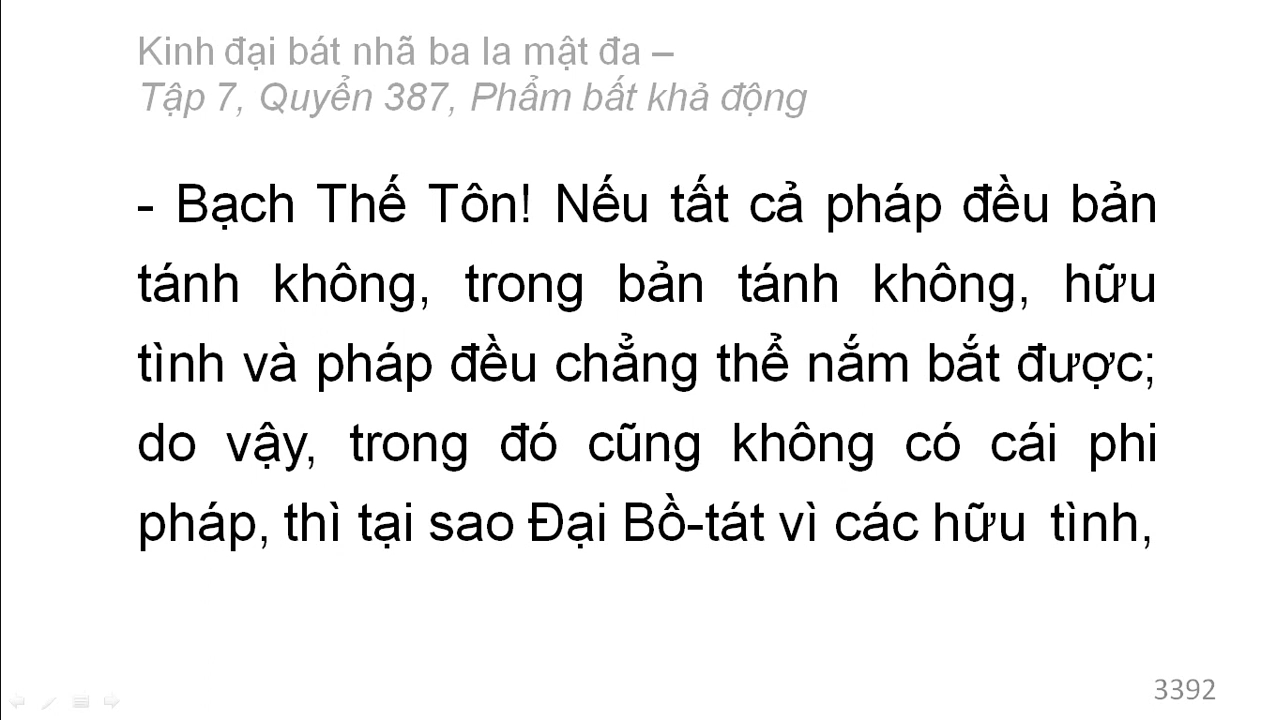 Kinh đại bát nhã ba la mật đa –
Tập 7, Quyển 387, Phẩm bất khả động
- Bạch Thế Tôn! Nếu tất cả pháp đều bản
tánh không, trong bản tánh không, hữu
tình và pháp đều chẳng thể nắm bắt được;
do vậy, trong đó cũng không có cái phi
pháp, thì tại sao Đại Bồ-tát vì các hữu tình,
3392